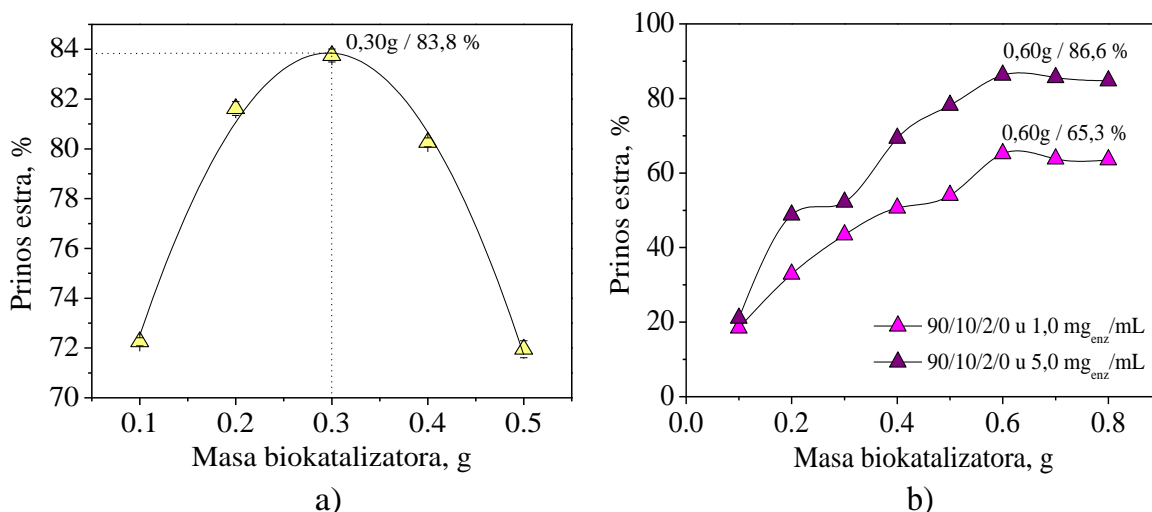 Prinos estra, %
84
82
80
78
76
74
72
70
0,30g / 83,8 %
0.1 0.2 0.3 0.4 0.5
Masa biokatalizatora, g
a)
Prinos estra, %
100
80
60
40
20
0
0,60g / 86,6 %
0,60g / 65,3 %
90/10/2/0 u 1,0 mgenz/mL
90/10/2/0 u 5,0 mgenz/mL
0.0 0.2 0.4 0.6 0.8
Masa biokatalizatora, g
b)